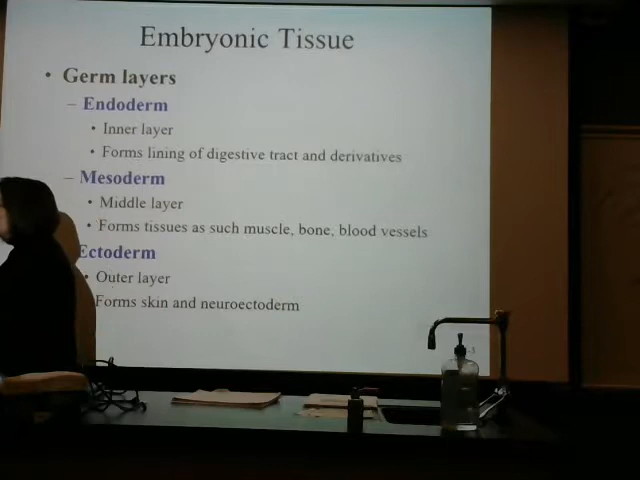 Embryonic Tissue
• Germ layers
– Endoderm
• Inner layer
• Forms lining of digestive tract and derivatives
– Mesoderm
• Middle layer
• Forms tissues as such muscle, bone, blood vessels
Ectoderm
• Outer layer
Forms skin and neuroectoderm